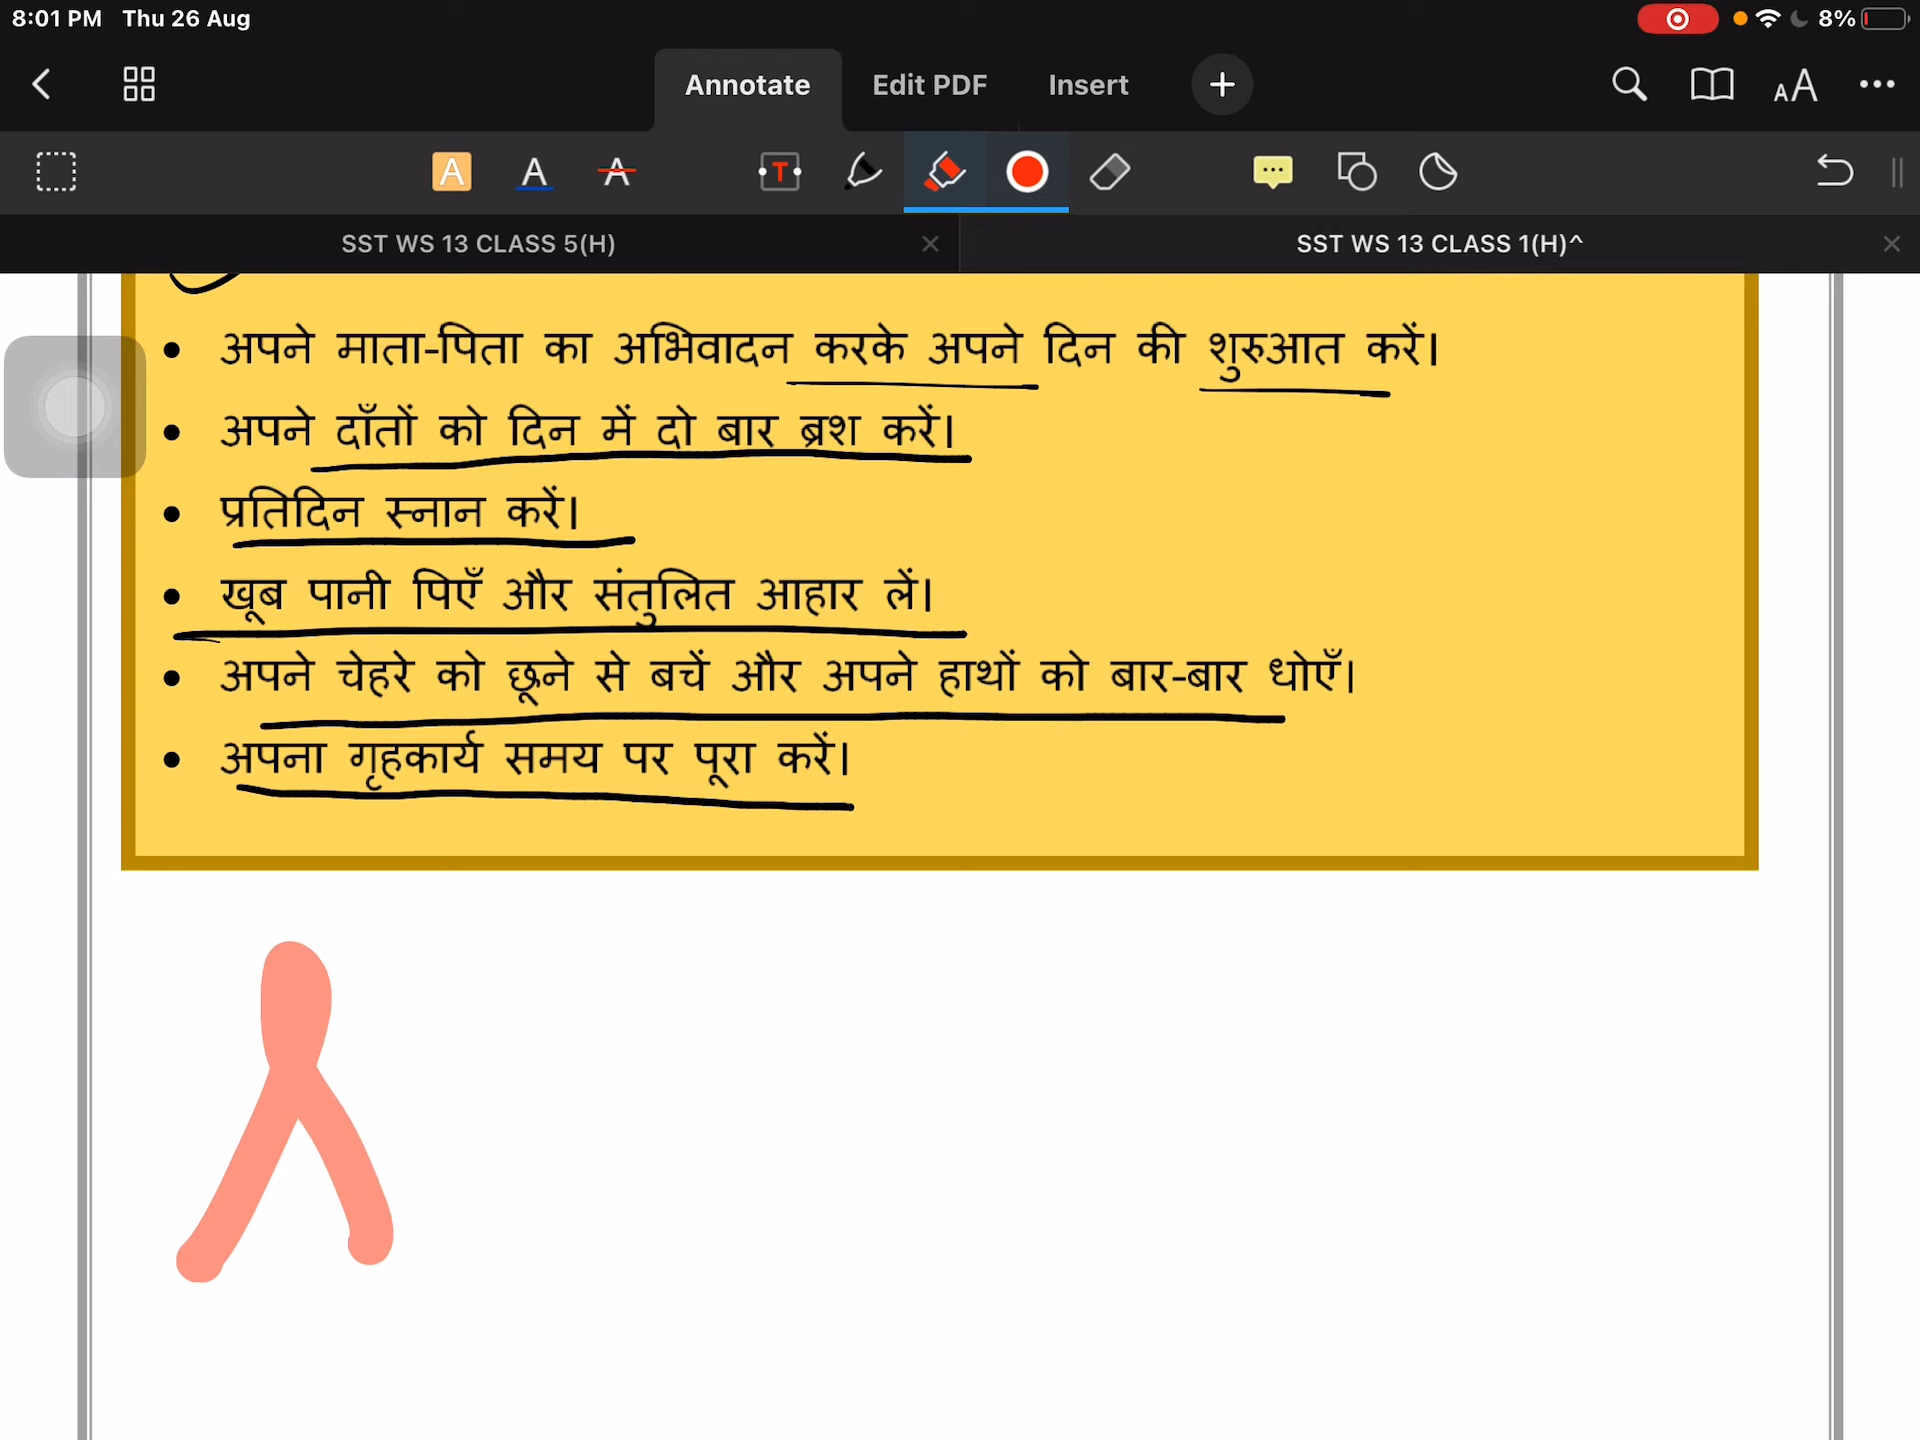 8:01 PM Thu 26 Aug
8%
Annotate Edit PDF Insert
SST WS 13 CLASS 5(H)
SST WS 13 CLASS 1(H)^
• अपने माता-पिता का अभिवादन करके अपने दिन की शुरुआत करें।
• अपने दाँतों को दिन में दो बार ब्रश करें।
• प्रतिदिन स्नान करें।
• खूब पानी पिएँ और संतुलित आहार लें।
• अपने चेहरे को छूने से बचें और अपने हाथों को बार-बार धोएँ।
• अपना गृहकार्य समय पर पूरा करें।